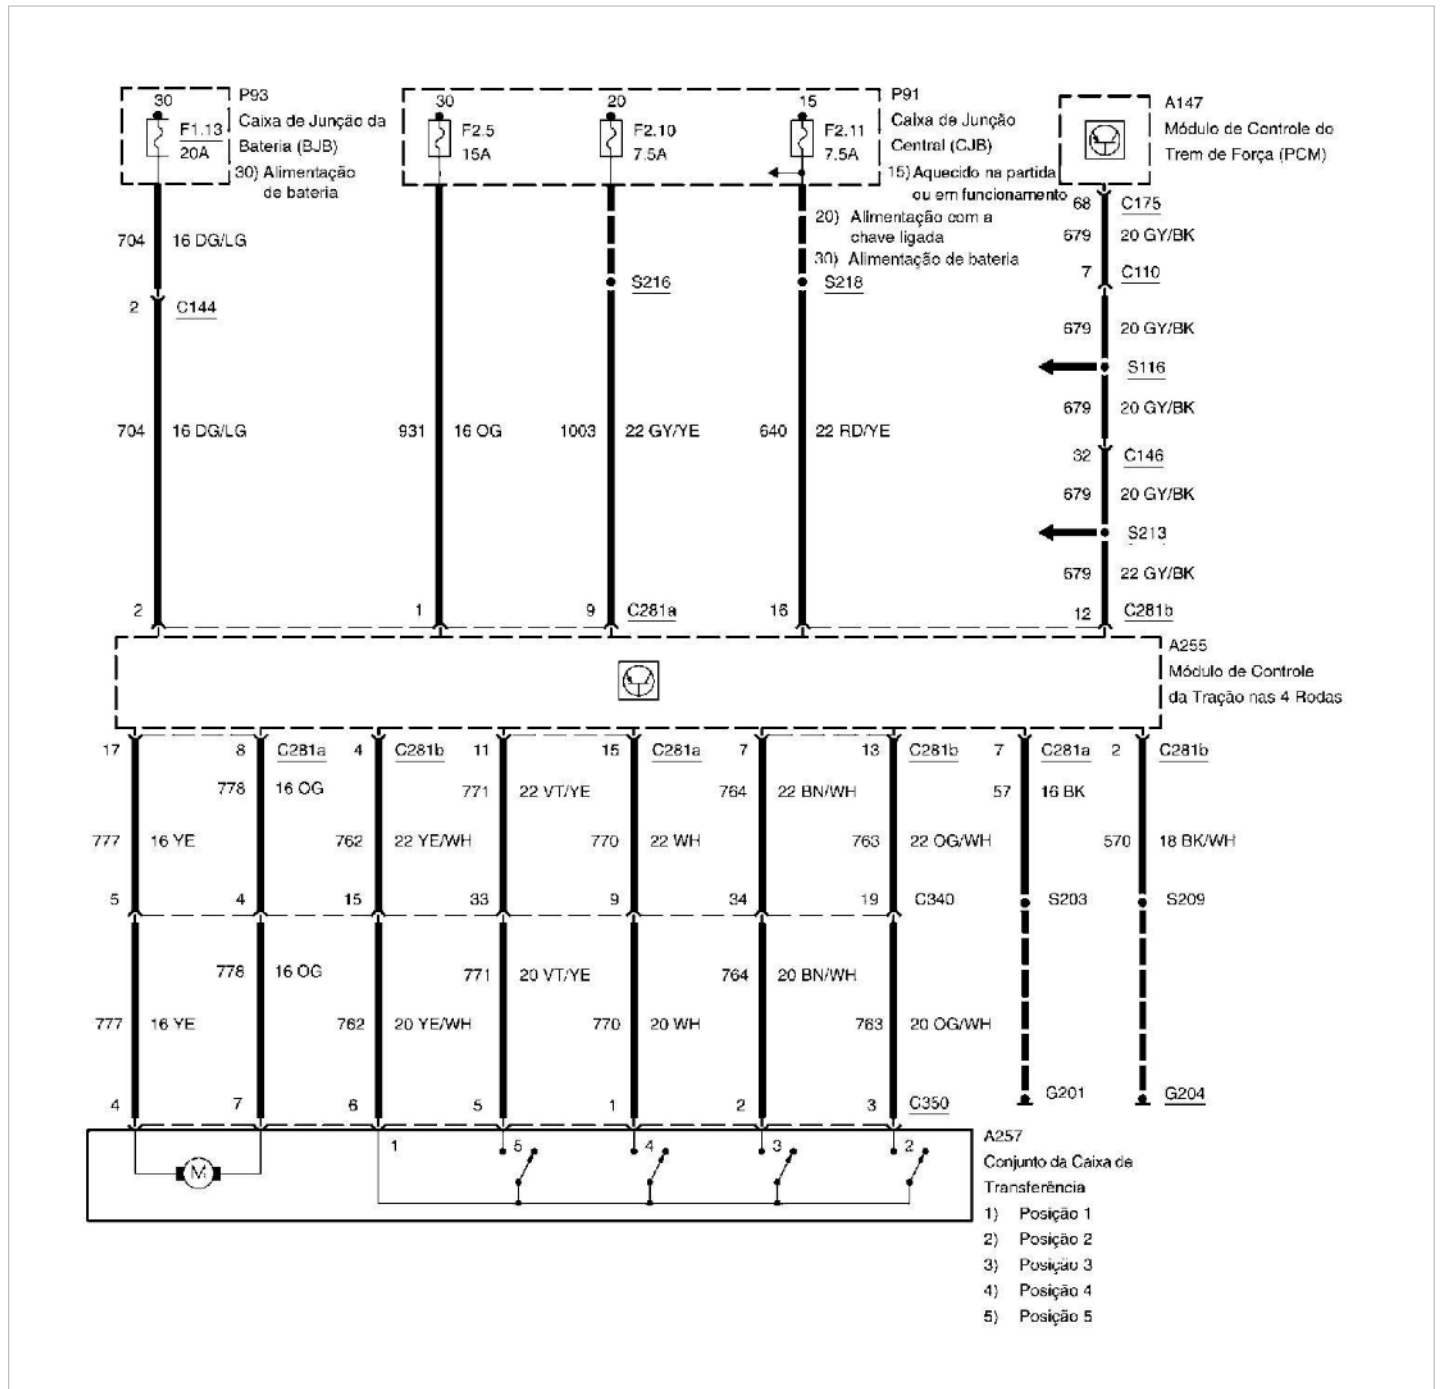 30
F1.13
20A
P93
Caixa de Junção da
Bateria (BJB)
30) Alimentação
de bateria
30
F2.5
15A
20
F2.10
7.5A
15
F2.11
7.5A
P91
Caixa de Junção
Central (CJB)
15) Aquecido na partida
ou em funcionamento
20) Alimentação com a
chave ligada
30) Alimentação de bateria
A147
Módulo de Controle do
Trem de Força (PCM)
68 C175
679 20 GY/BK
7 C110
704 16 DG/LG
2 C144
S216
S218
679 20 GY/BK
S116
679 20 GY/BK
704 16 DG/LG
931 16 OG
1003 22 GY/YE
640 22 RD/YE
32 C146
679 20 GY/BK
S213
679 22 GY/BK
2
1
9 C281a
16
12 C281b
A255
Módulo de Controle
da Tração nas 4 Rodas
17
8 C281a
4 C281b
11
15 C281a
7
13 C281b
7 C281a
2 C281b
778 16 OG
771 22 VT/YE
764 22 BN/WH
57 16 BK
777 16 YE
762 22 YE/WH
770 22 WH
763 22 OG/WH
570 18 BK/WH
5
4
15
33
9
34
19 C340
S203
S209
778 16 OG
771 20 VT/YE
764 20 BN/WH
777 16 YE
762 20 YE/WH
770 20 WH
763 20 OG/WH
4
7
6
5
1
2
3 C350
G201
G204
M
1
5
4
3
2
A257
Conjunto da Caixa de
Transferência
1) Posição 1
2) Posição 2
3) Posição 3
4) Posição 4
5) Posição 5